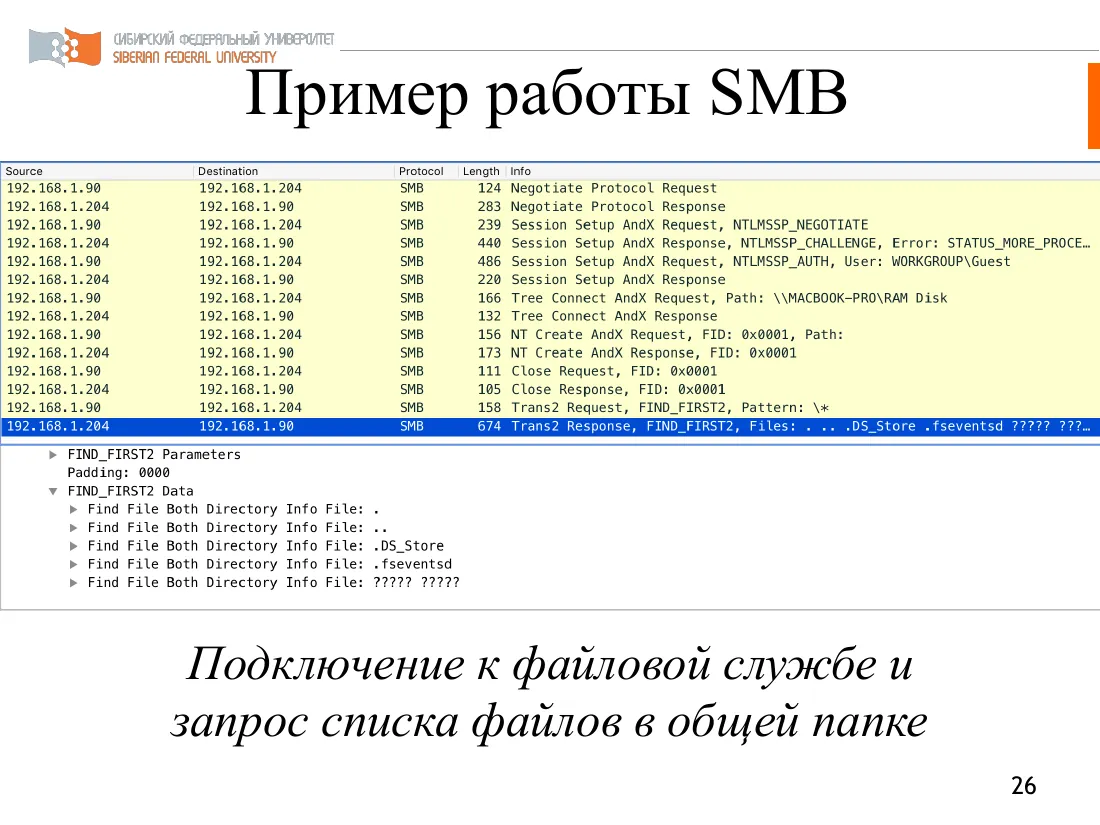 СИБИРСКИЙ ФЕДЕРАЛЬНЫЙ УНИВЕРСИТЕТ
SIBERIAN FEDERAL UNIVERSITY
Пример работы SMB
Source Destination Protocol Length Info
192.168.1.90 192.168.1.204 SMB 124 Negotiate Protocol Request
192.168.1.204 192.168.1.90 SMB 283 Negotiate Protocol Response
192.168.1.90 192.168.1.204 SMB 239 Session Setup AndX Request, NTLMSSP_NEGOTIATE
192.168.1.204 192.168.1.90 SMB 440 Session Setup AndX Response, NTLMSSP_CHALLENGE, Error: STATUS_MORE_PROCE…
192.168.1.90 192.168.1.204 SMB 486 Session Setup AndX Request, NTLMSSP_AUTH, User: WORKGROUP\Guest
192.168.1.204 192.168.1.90 SMB 220 Session Setup AndX Response
192.168.1.90 192.168.1.204 SMB 166 Tree Connect AndX Request, Path: \\MACBOOK-PRO\RAM Disk
192.168.1.204 192.168.1.90 SMB 132 Tree Connect AndX Response
192.168.1.90 192.168.1.204 SMB 156 NT Create AndX Request, FID: 0x0001, Path:
192.168.1.204 192.168.1.90 SMB 173 NT Create AndX Response, FID: 0x0001
192.168.1.90 192.168.1.204 SMB 111 Close Request, FID: 0x0001
192.168.1.204 192.168.1.90 SMB 105 Close Response, FID: 0x0001
192.168.1.90 192.168.1.204 SMB 158 Trans2 Request, FIND_FIRST2, Pattern: \*
192.168.1.204 192.168.1.90 SMB 674 Trans2 Response, FIND_FIRST2, Files: . .. .DS_Store .fseventsd ????? ???…
FIND_FIRST2 Parameters
Padding: 0000
FIND_FIRST2 Data
Find File Both Directory Info File: .
Find File Both Directory Info File: ..
Find File Both Directory Info File: .DS_Store
Find File Both Directory Info File: .fseventsd
Find File Both Directory Info File: ????? ?????
Подключение к файловой службе и
запрос списка файлов в общей папке
26